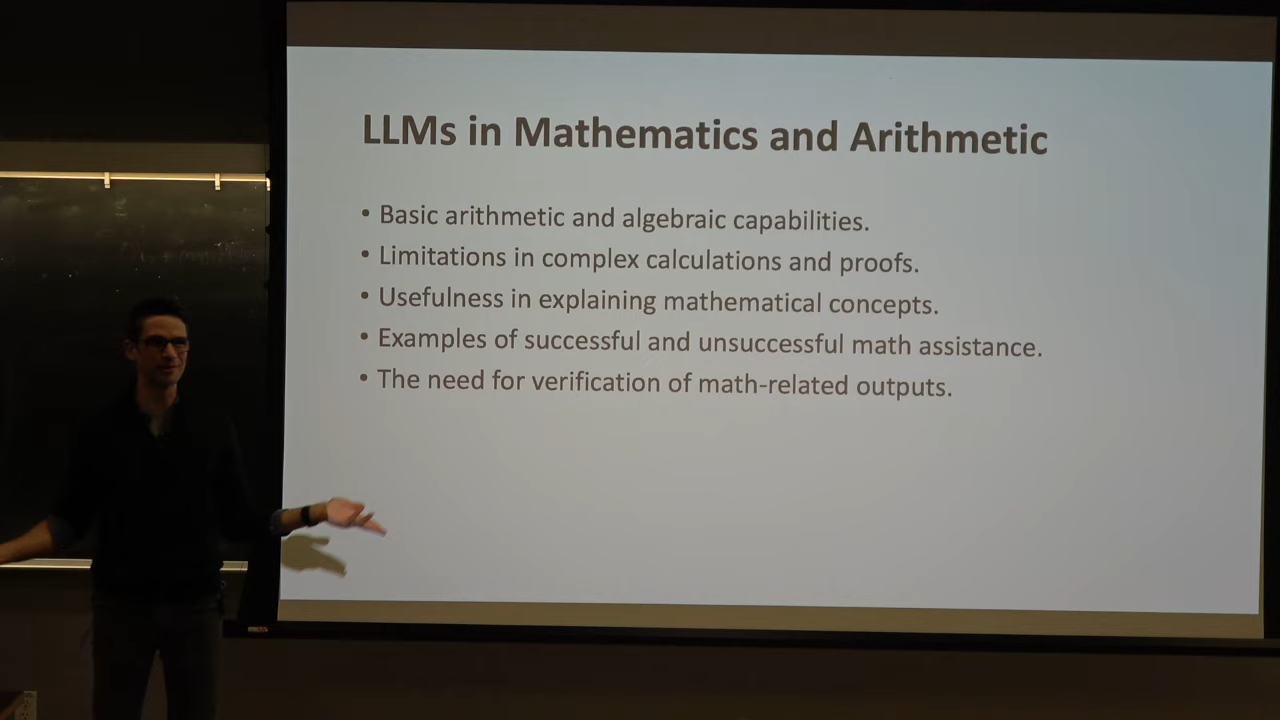 LLMs in Mathematics and Arithmetic
• Basic arithmetic and algebraic capabilities.
• Limitations in complex calculations and proofs.
• Usefulness in explaining mathematical concepts.
• Examples of successful and unsuccessful math assistance.
• The need for verification of math-related outputs.